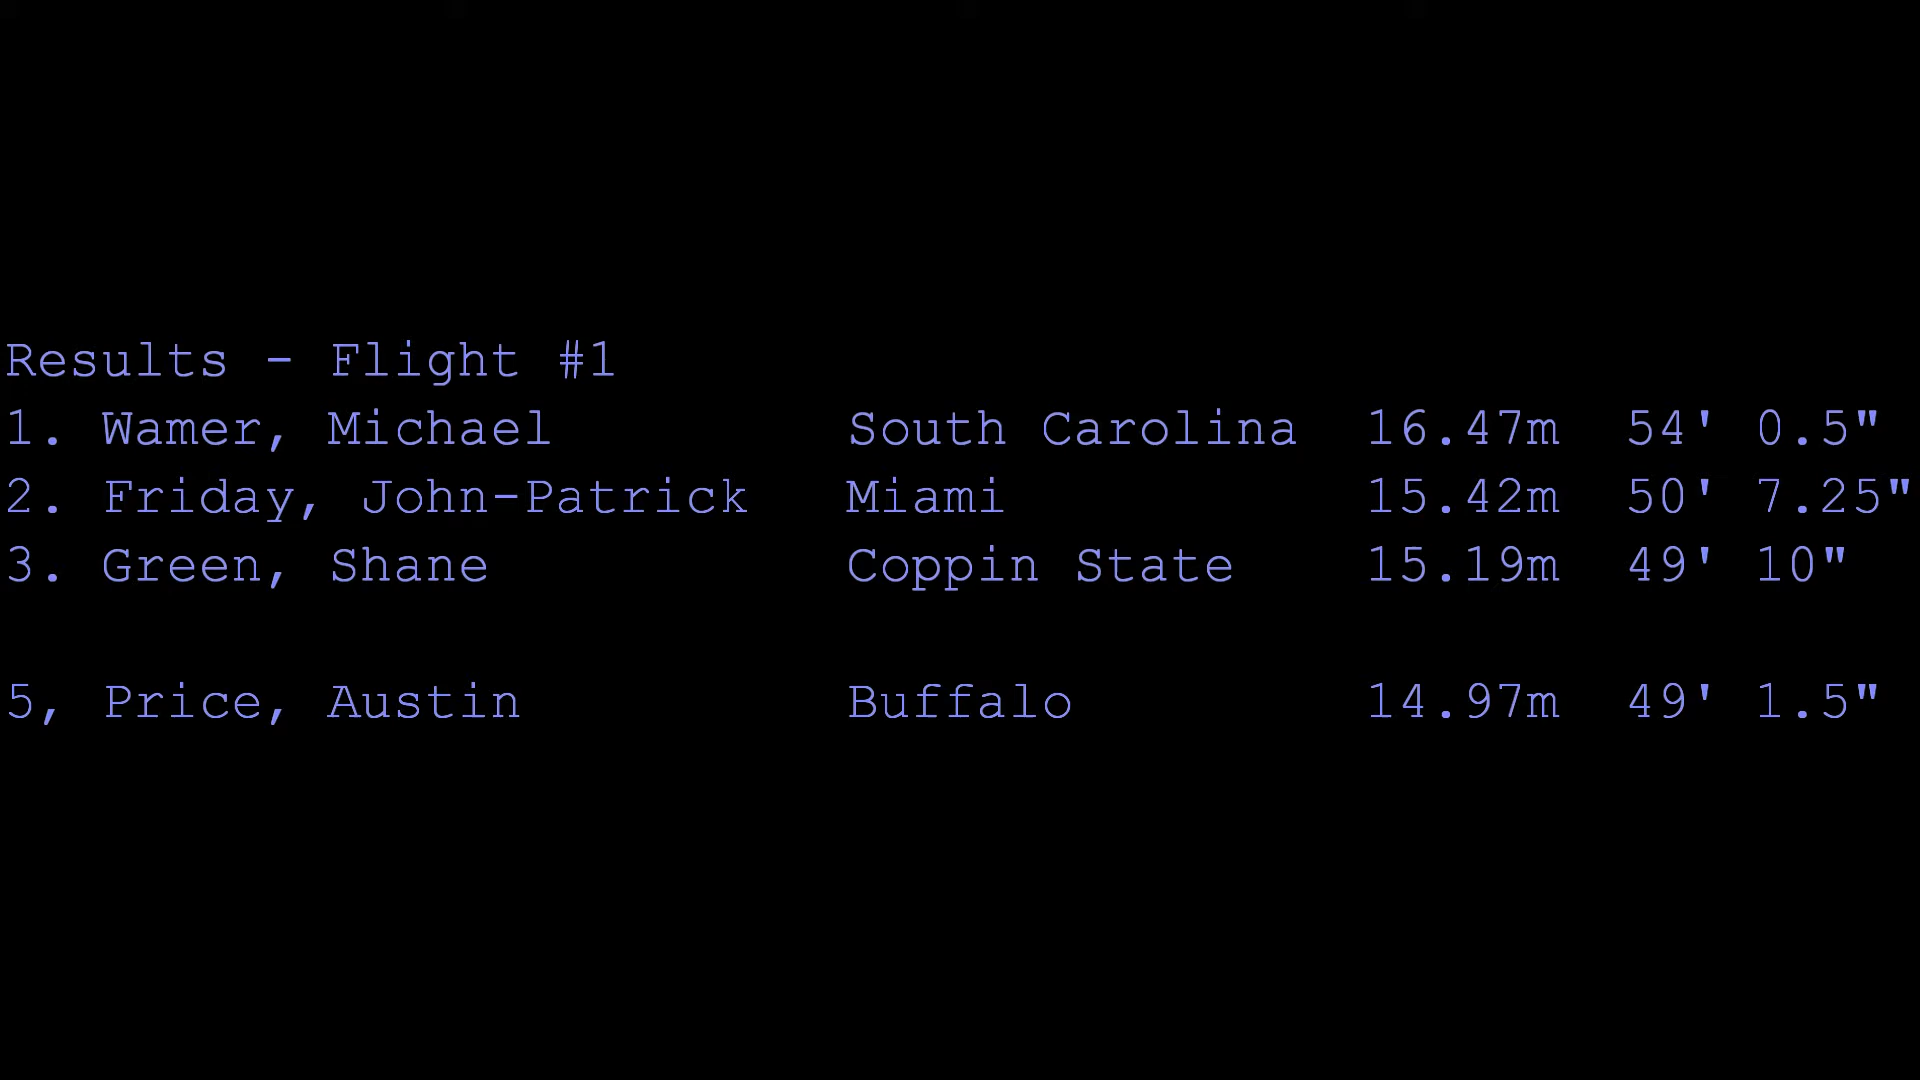 Results - Flight #1
1. Wamer, Michael South Carolina 16.47m 54' 0.5"
2. Friday, John-Patrick Miami 15.42m 50' 7.25"
3. Green, Shane Coppin State 15.19m 49' 10"
5, Price, Austin Buffalo 14.97m 49' 1.5"